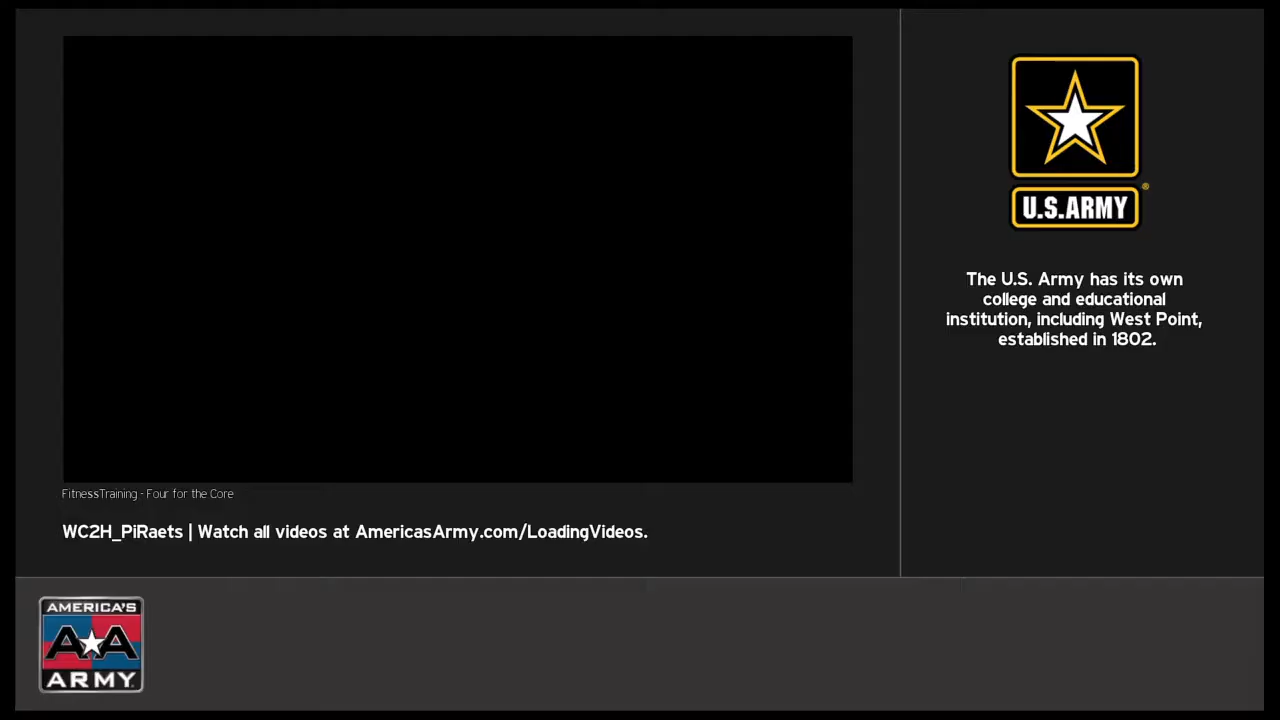 FitnessTraining - Four for the Core
WC2H_PiRaets | Watch all videos at AmericasArmy.com/LoadingVideos.
U.S.ARMY®
The U.S. Army has its own
college and educational
institution, including West Point,
established in 1802.
AMERICA'S
AA
ARMY